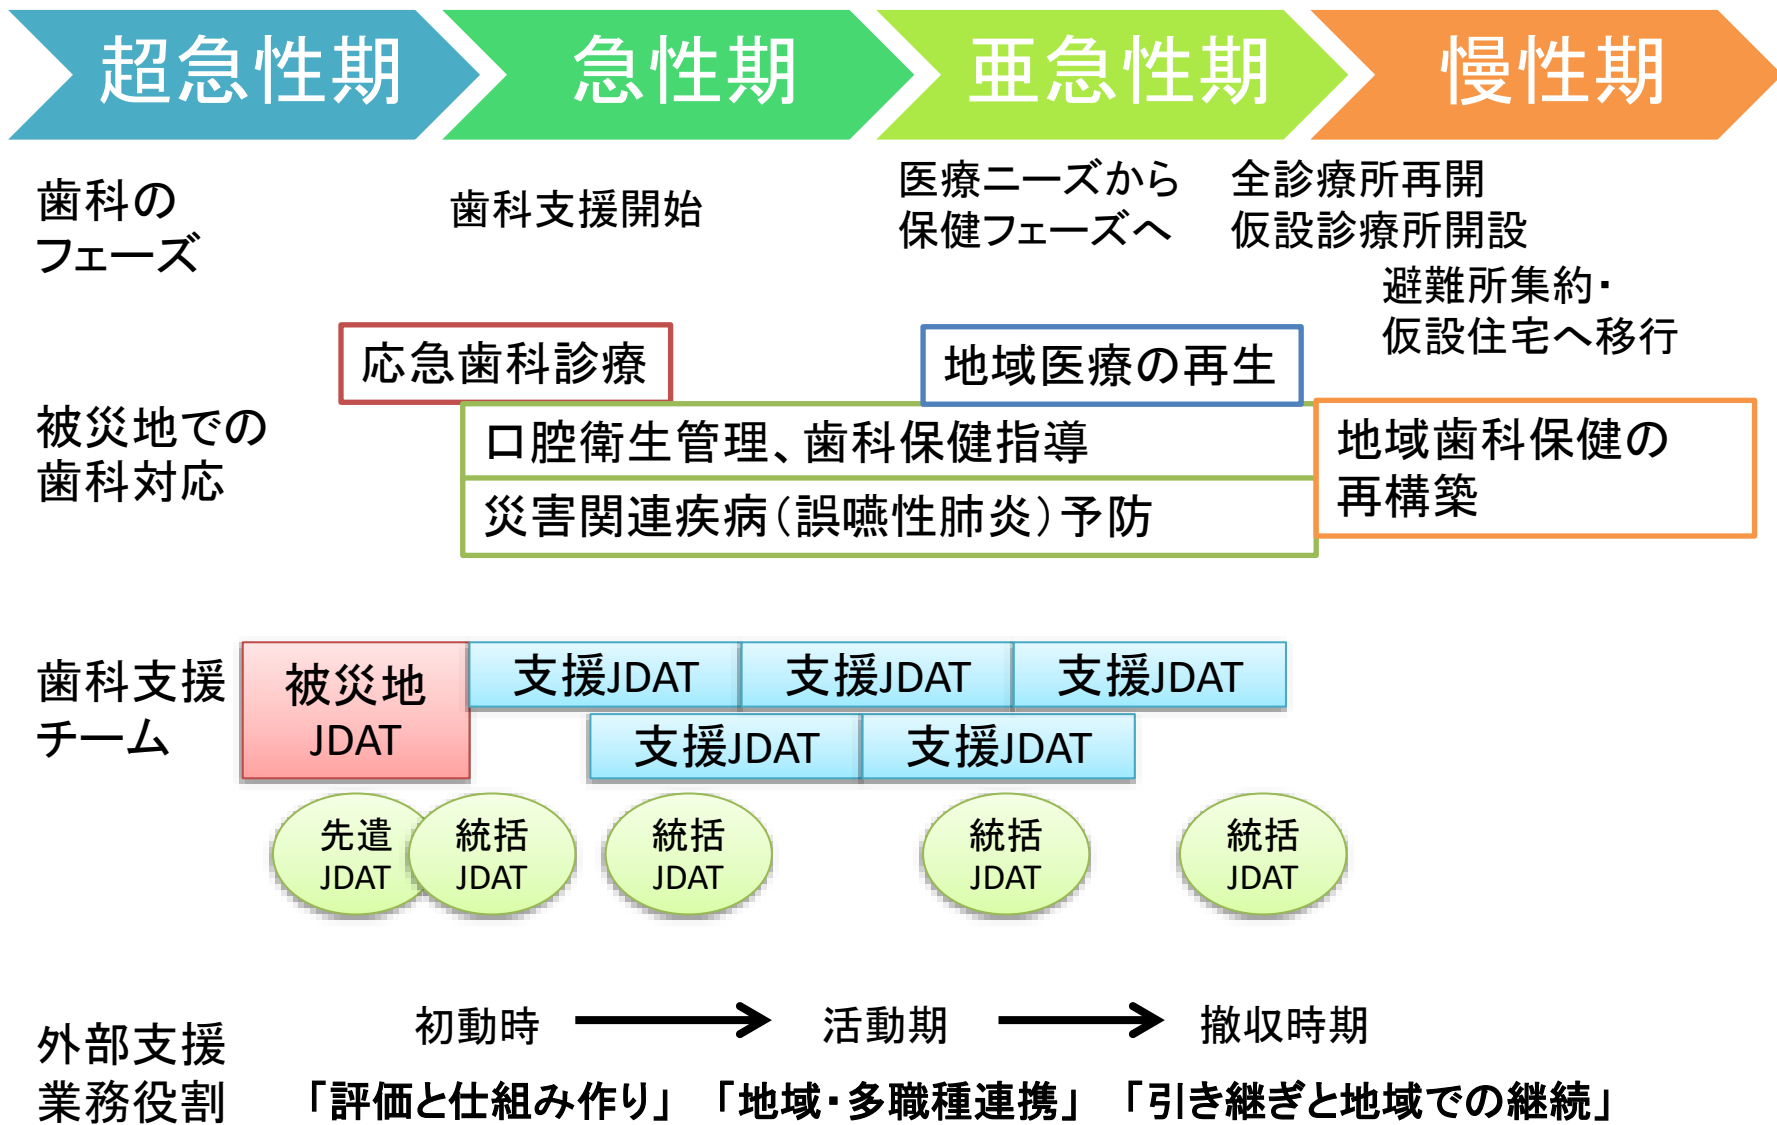 超急性期
急性期
亜急性期
慢性期
歯科の
フェーズ
歯科支援開始
医療ニーズから
保健フェーズへ
全診療所再開
仮設診療所開設
避難所集約・
仮設住宅へ移行
被災地での
歯科対応
応急歯科診療
地域医療の再生
口腔衛生管理、歯科保健指導
災害関連疾病(誤嚥性肺炎)予防
地域歯科保健の
再構築
歯科支援
チーム
被災地
JDAT
支援JDAT
支援JDAT
支援JDAT
支援JDAT
支援JDAT
先遣
JDAT
統括
JDAT
統括
JDAT
統括
JDAT
統括
JDAT
外部支援
業務役割
初動時
活動期
撤収時期
「評価と仕組み作り」
「地域・多職種連携」
「引き継ぎと地域での継続」